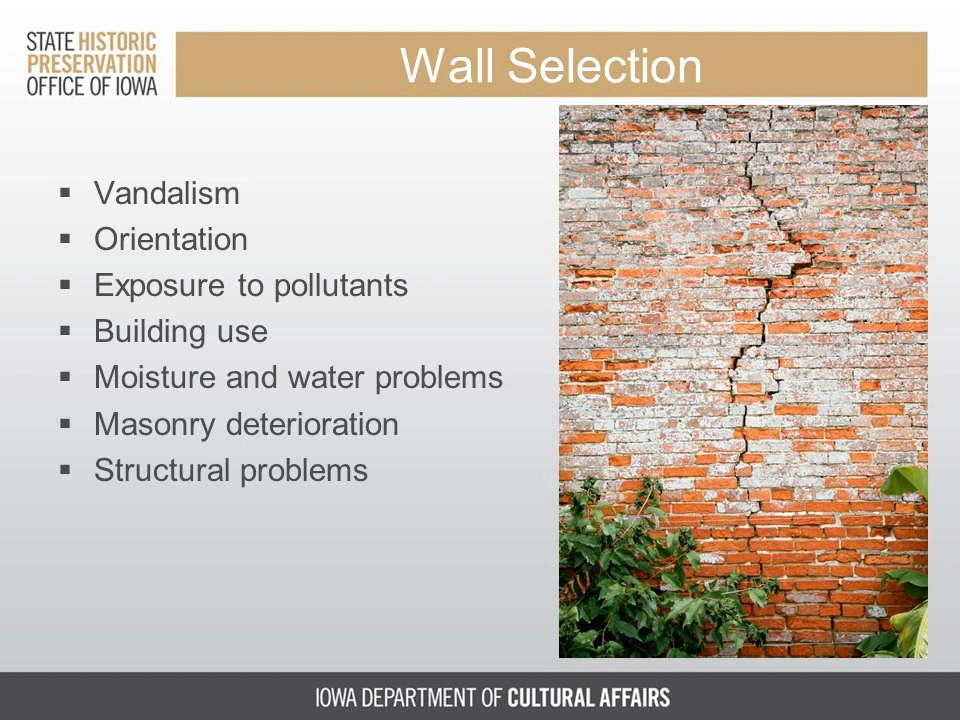 STATE HISTORIC
PRESERVATION
OFFICE OF IOWA
Wall Selection
▪ Vandalism
▪ Orientation
▪ Exposure to pollutants
▪ Building use
▪ Moisture and water problems
▪ Masonry deterioration
▪ Structural problems
IOWA DEPARTMENT OF CULTURAL AFFAIRS